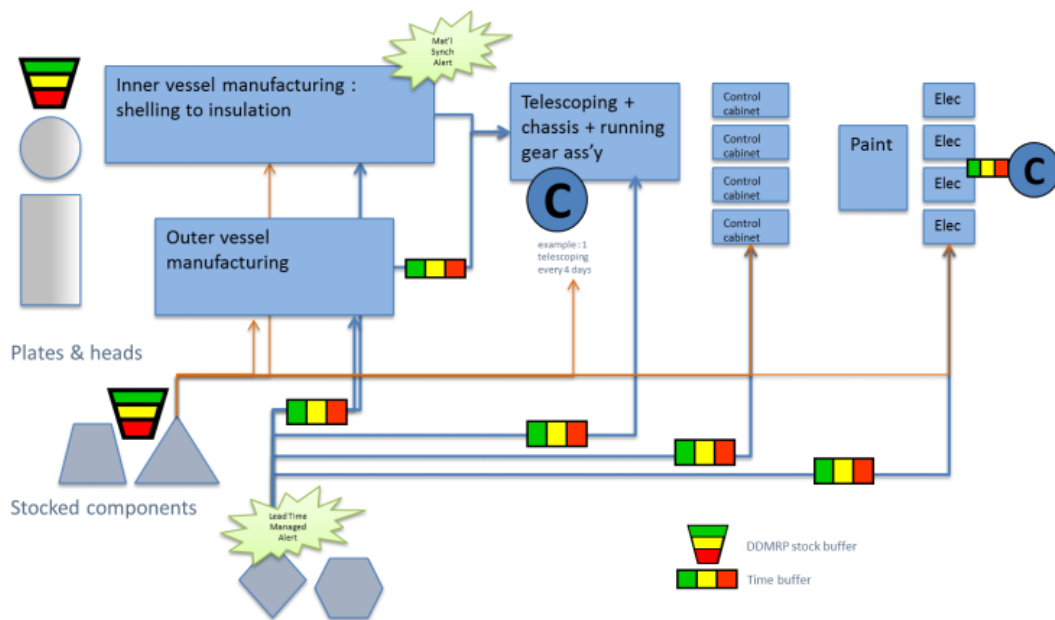 Mat'l
Synch
Alert
Inner vessel manufacturing :
shelling to insulation
Telescoping +
chassis + running
gear ass'y
C
example : 1
telescoping
every 4 days
Control
cabinet
Control
cabinet
Control
cabinet
Control
cabinet
Paint
Elec
Elec
Elec
Elec
C
Outer vessel
manufacturing
Plates & heads
Stocked components
Lead Time
Managed
Alert
DDMRP stock buffer
Time buffer